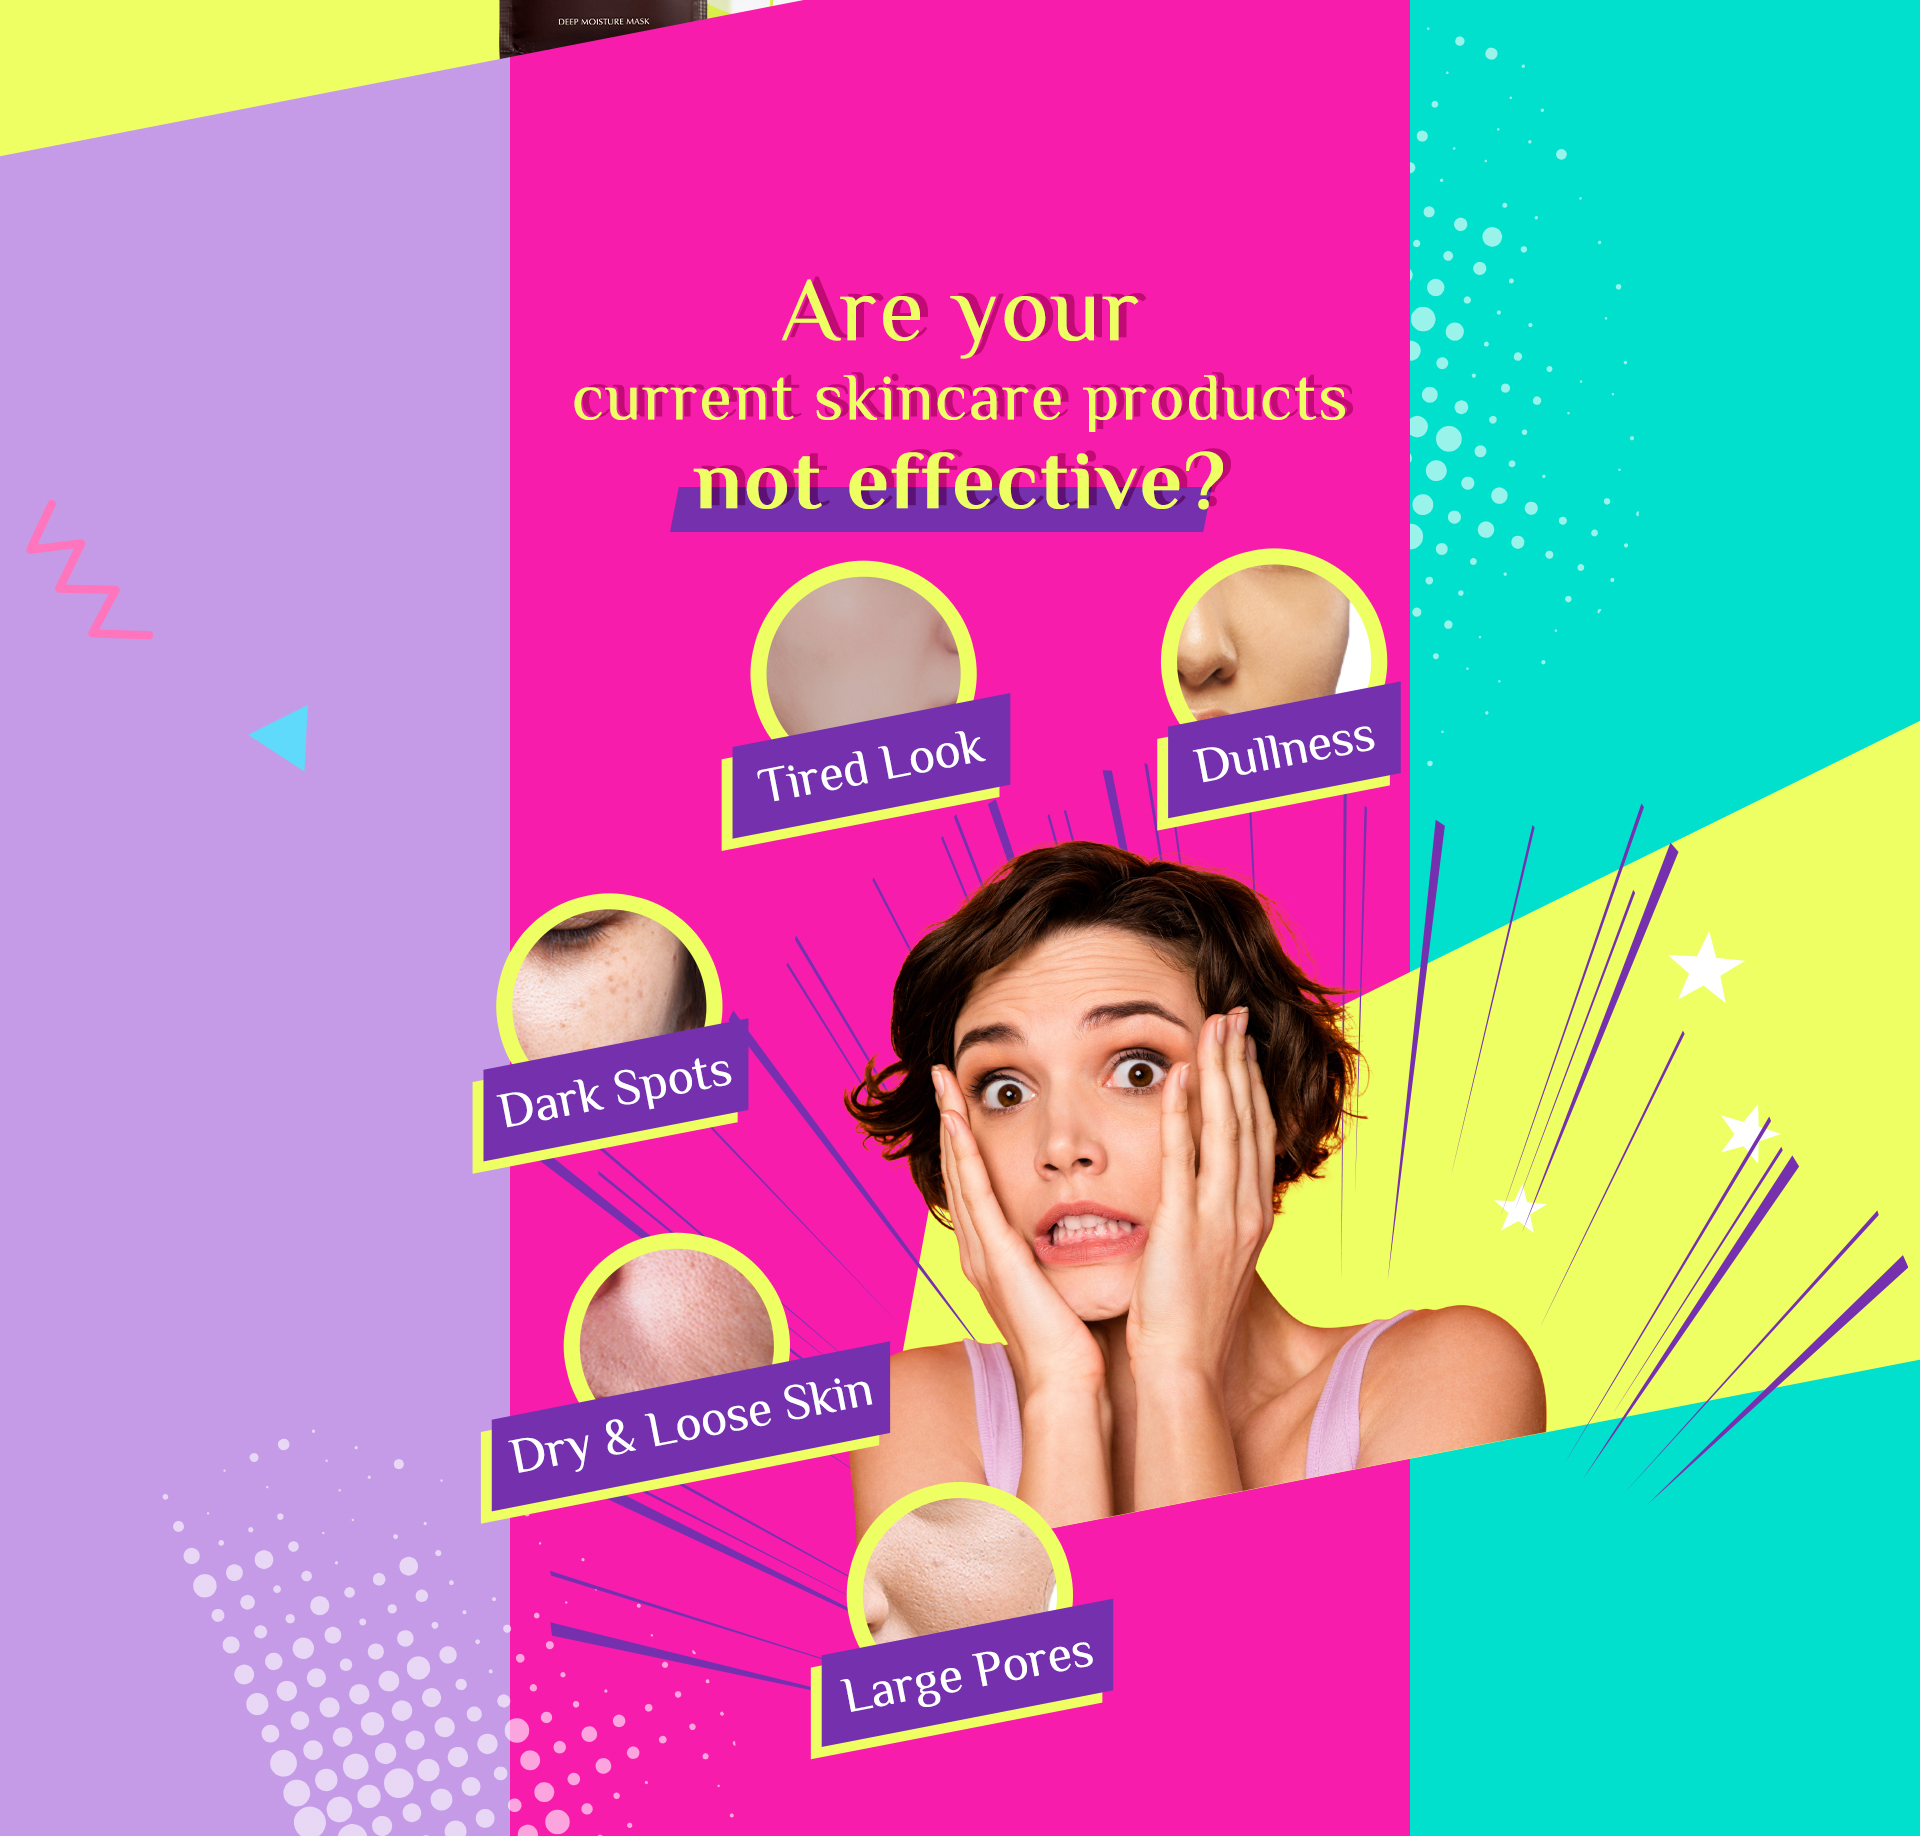 DEEP MOISTURE MASK
Are your
current skincare products
not effective?
Tired Look
Dullness
Dark Spots
Dry & Loose Skin
Large Pores